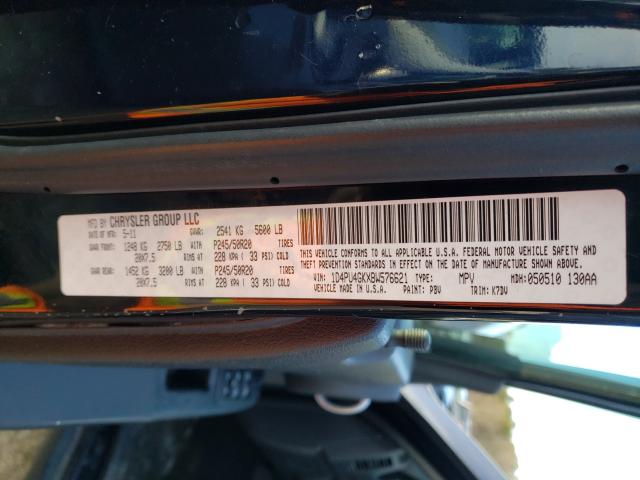 MFD BY CHRYSLER GROUP LLC
DATE OF MFR: 5-11 GVWR: 2541 KG 5600 LB
GAWR FRONT: 1248 KG 2750 LB WITH P245/50R20 TIRES
20X7.5 RIMS AT 228 KPA ( 33 PSI) COLD
GAWR REAR: 1452 KG 3200 LB WITH P245/50R20 TIRES
20X7.5 RIMS AT 228 KPA ( 33 PSI) COLD
THIS VEHICLE CONFORMS TO ALL APPLICABLE U.S.A. FEDERAL MOTOR VEHICLE SAFETY AND
THEFT PREVENTION STANDARDS IN EFFECT ON THE DATE OF MANUFACTURE SHOWN ABOVE.
VIN: 1D4PU4GKXBW576621 TYPE: MPV MDH: 050510 130AA
VEHICLE MADE IN U.S.A. PAINT: PBV TRIM: K7DV